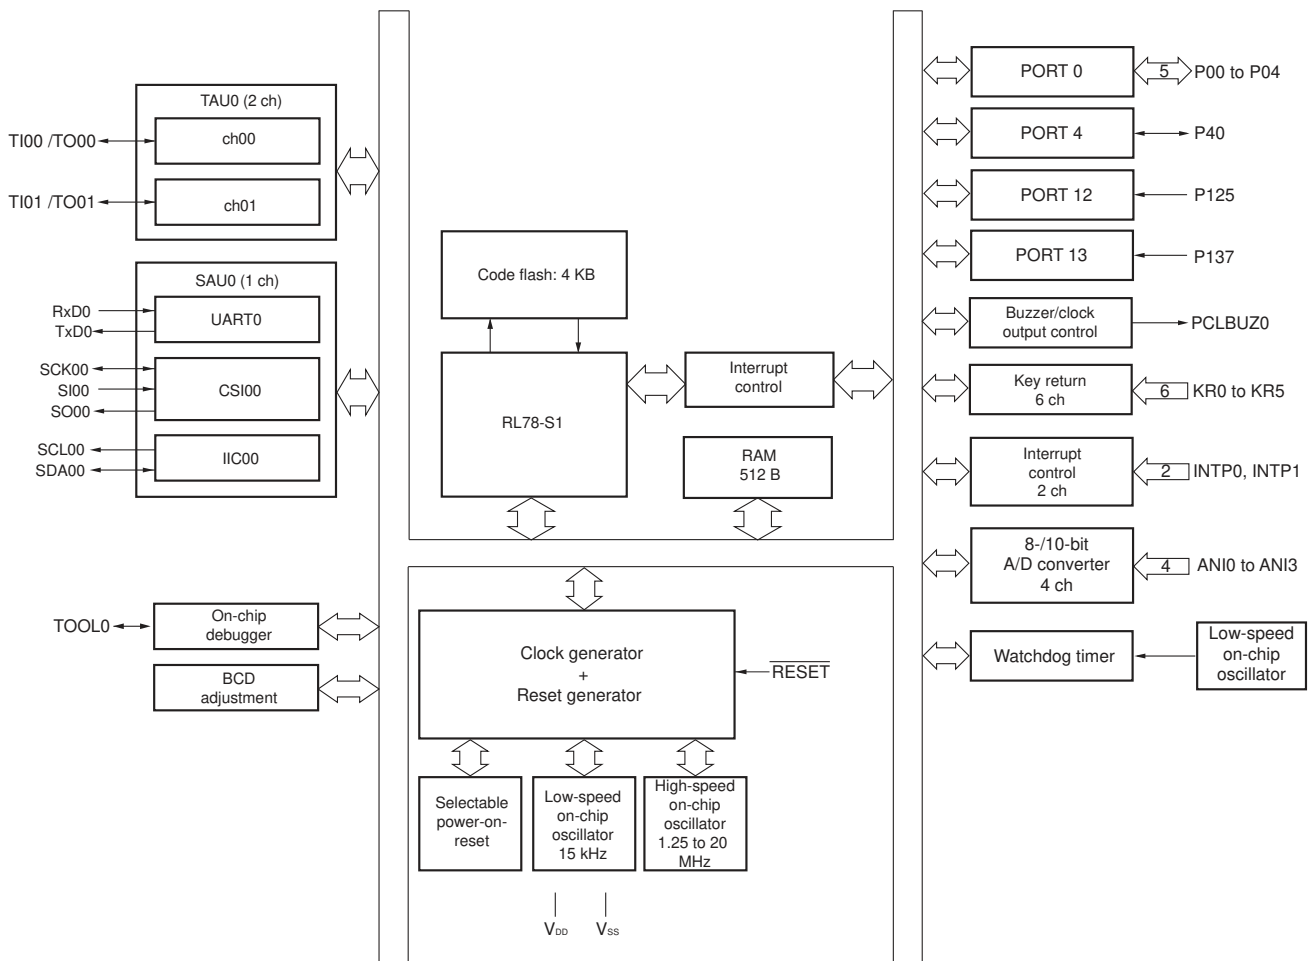 TAU0 (2 ch)
TI00 /TO00
ch00
TI01 /TO01
ch01
SAU0 (1 ch)
RxD0
TxD0
UART0
SCK00
SI00
SO00
CSI00
SCL00
SDA00
IIC00
TOOL0
On-chip
debugger
BCD
adjustment
Code flash: 4 KB
RL78-S1
Interrupt
control
RAM
512 B
Clock generator
+
Reset generator
RESET
Selectable
power-on-
reset
Low-speed
on-chip
oscillator
15 kHz
High-speed
on-chip
oscillator
1.25 to 20
MHz
VDD
VSS
PORT 0
5
P00 to P04
PORT 4
P40
PORT 12
P125
PORT 13
P137
Buzzer/clock
output control
PCLBUZ0
Key return
6 ch
6
KR0 to KR5
Interrupt
control
2 ch
2
INTP0, INTP1
8-/10-bit
A/D converter
4 ch
4
ANI0 to ANI3
Watchdog timer
Low-speed
on-chip
oscillator